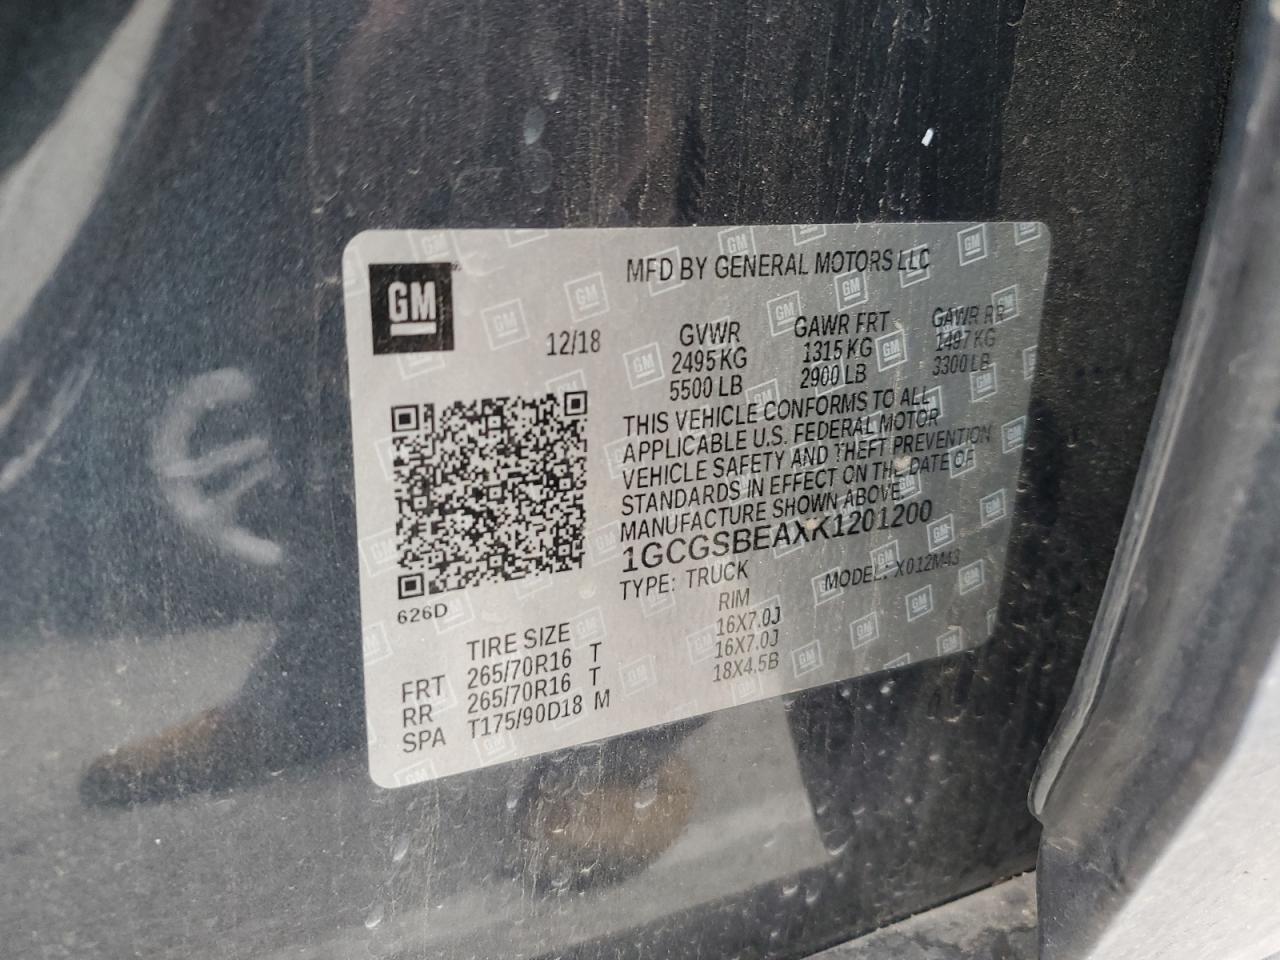 GM
MFD BY GENERAL MOTORS LLC
12/18
GVWR GAWR FRT GAWR RR
2495 KG 1315 KG 1497 KG
5500 LB 2900 LB 3300 LB
THIS VEHICLE CONFORMS TO ALL
APPLICABLE U.S. FEDERAL MOTOR
VEHICLE SAFETY AND THEFT PREVENTION
STANDARDS IN EFFECT ON THE DATE OF
MANUFACTURE SHOWN ABOVE.
1GCGSBEAXK1201200
TYPE: TRUCK MODEL: X012M43
626D
TIRE SIZE RIM
FRT 265/70R16 T 16X7.0J
RR 265/70R16 T 16X7.0J
SPA T175/90D18 M 18X4.5B